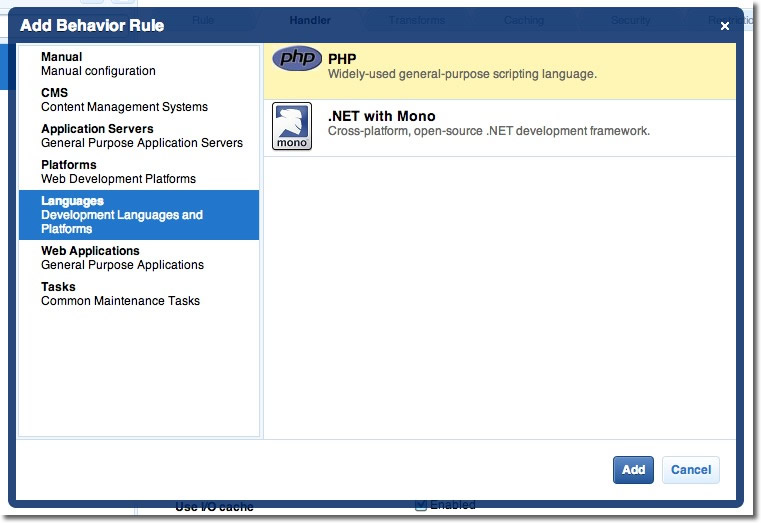 Rule Handler Transforms Caching Security
Add Behavior Rule
Manual
Manual configuration
CMS
Content Management Systems
Application Servers
General Purpose Application Servers
Platforms
Web Development Platforms
Languages
Development Languages and
Platforms
Web Applications
General Purpose Applications
Tasks
Common Maintenance Tasks
php
PHP
Widely-used general-purpose scripting language.
mono
.NET with Mono
Cross-platform, open-source .NET development framework.
Add Cancel
Use I/O cache Enabled